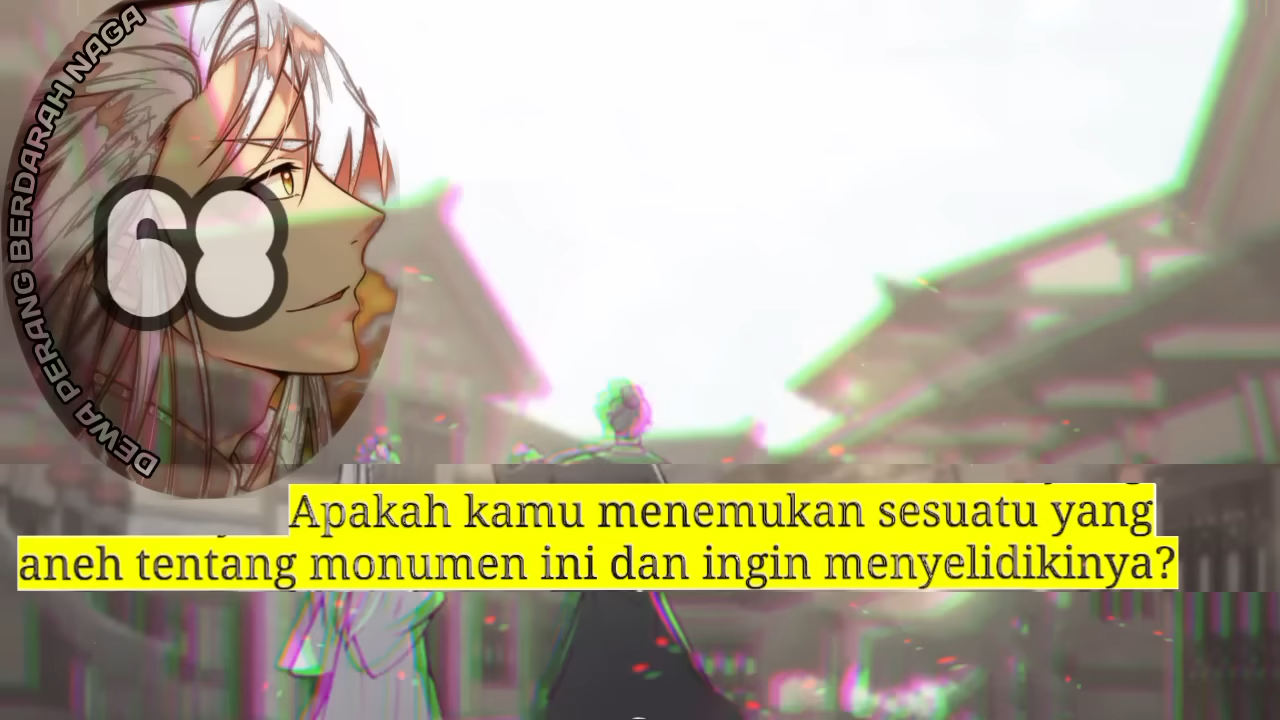 DEWA PERANG BERDARAH NAGA
68
Apakah kamu menemukan sesuatu yang
aneh tentang monumen ini dan ingin menyelidikinya?